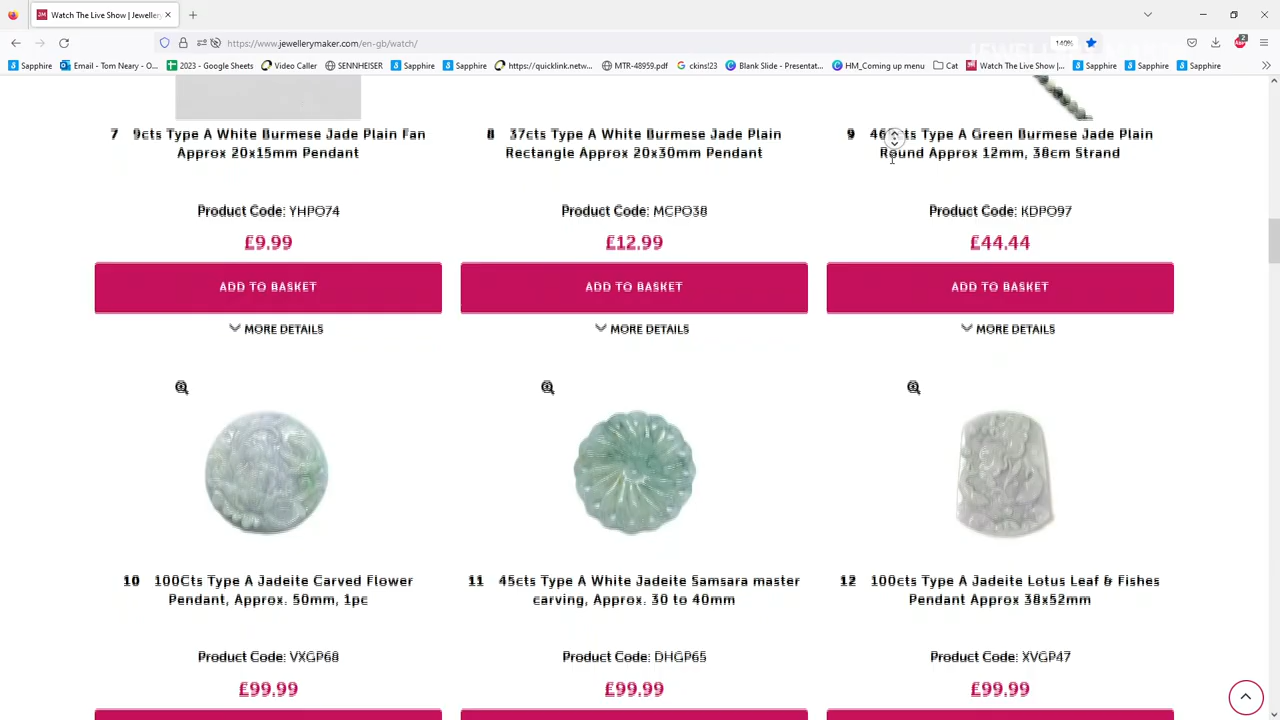 Watch The Live Show | Jewellery
https://www.jewellerymaker.com/en-gb/watch/
140%
2
Sapphire
Email - Tom Neary - O...
2023 - Google Sheets
Video Caller
SENNHEISER
Sapphire
Sapphire
https://quicklink.netw...
MTR-48959.pdf
ckins!23
Blank Slide - Presentat...
HM_Coming up menu
Cat
Watch The Live Show |...
Sapphire
Sapphire
Sapphire
7 9cts Type A White Burmese Jade Plain Fan
Approx 20x15mm Pendant
Product Code: YHPO74
£9.99
ADD TO BASKET
MORE DETAILS
8 37cts Type A White Burmese Jade Plain
Rectangle Approx 20x30mm Pendant
Product Code: MCPO38
£12.99
ADD TO BASKET
MORE DETAILS
9 Type A Green Burmese Jade Plain
Round Approx 12mm, 38cm Strand
Product Code: KDPO97
£44.44
ADD TO BASKET
MORE DETAILS
10 100Cts Type A Jadeite Carved Flower
Pendant, Approx. 50mm, 1pc
Product Code: VXGP68
£99.99
11 45cts Type A White Jadeite Samsara master
carving, Approx. 30 to 40mm
Product Code: DHGP65
£99.99
12 100cts Type A Jadeite Lotus Leaf & Fishes
Pendant Approx 38x52mm
Product Code: XVGP47
£99.99